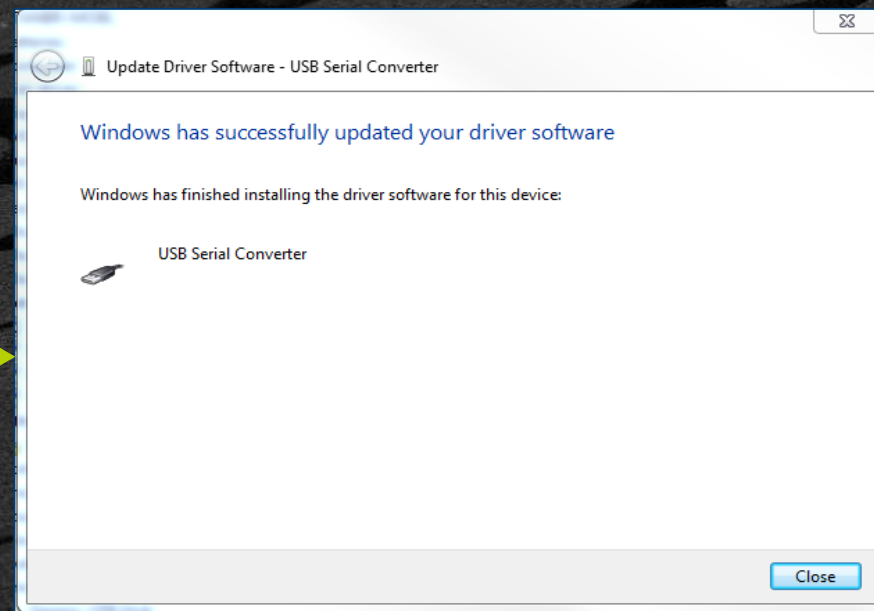 Update Driver Software - USB Serial Converter
Windows has successfully updated your driver software
Windows has finished installing the driver software for this device:
USB Serial Converter
Close